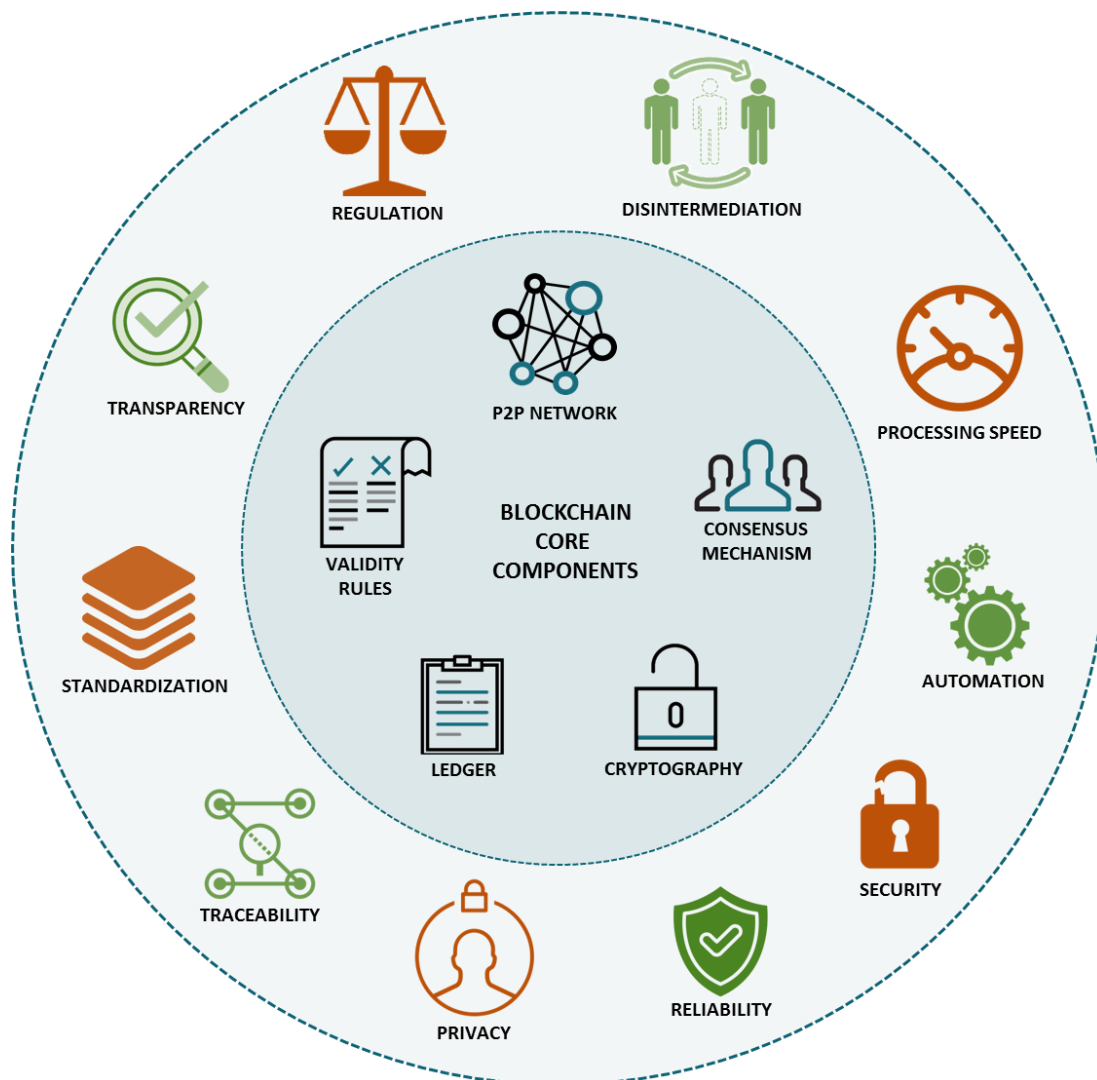 REGULATION
DISINTERMEDIATION
TRANSPARENCY
P2P NETWORK
PROCESSING SPEED
VALIDITY
RULES
BLOCKCHAIN
CORE
COMPONENTS
CONSENSUS
MECHANISM
STANDARDIZATION
AUTOMATION
LEDGER
CRYPTOGRAPHY
TRACEABILITY
SECURITY
PRIVACY
RELIABILITY